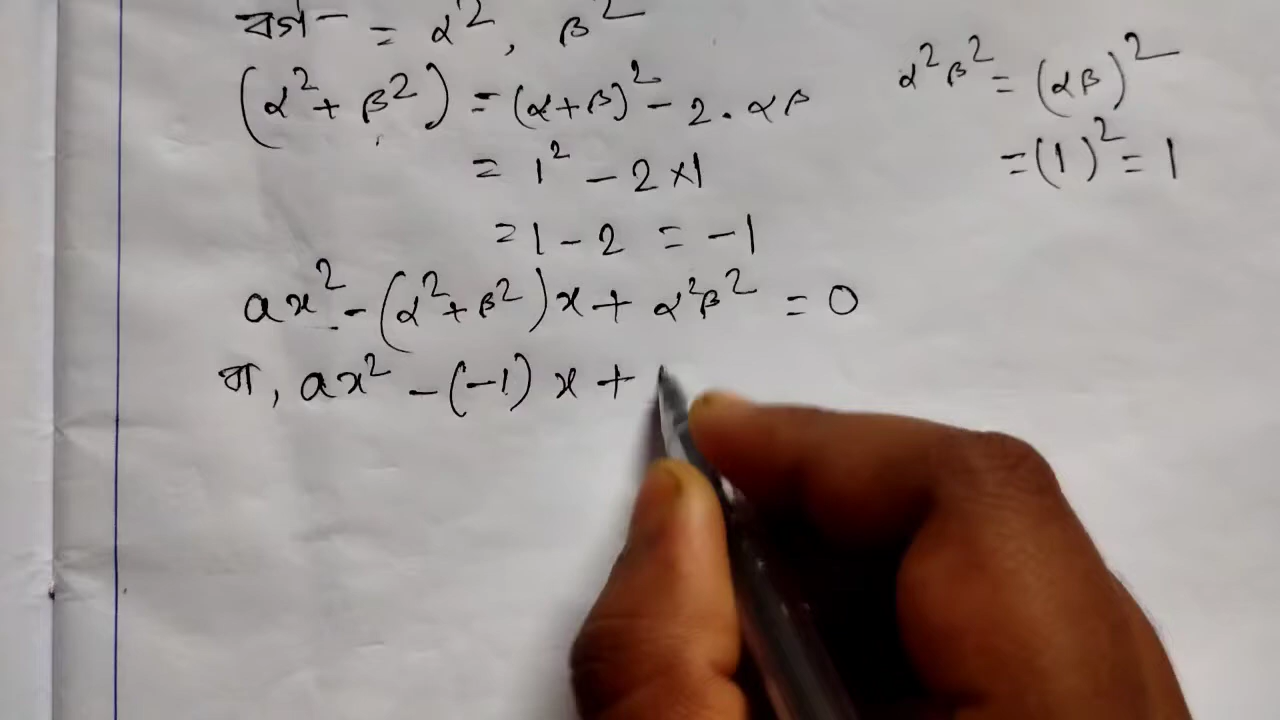 বর্গ = α², β²
(α² + β²) = (α+β)² - 2·αβ
= 1² - 2×1
= 1 - 2 = -1
ax² - (α² + β²)x + α²β² = 0
বা, ax² - (-1)x +
α²β² = (αβ)²
= (1)² = 1